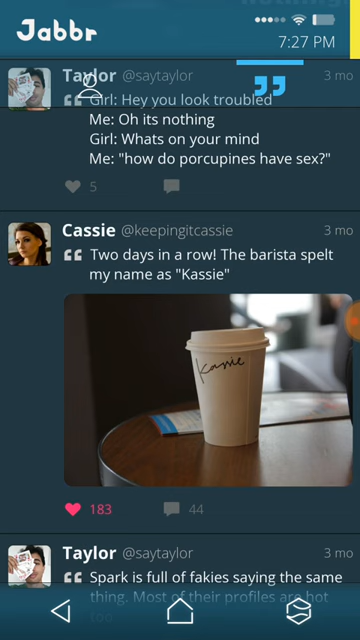 Jabbr
7:27 PM
Taylor @saytaylor 3 mo
Girl: Hey you look troubled
Me: Oh its nothing
Girl: Whats on your mind
Me: "how do porcupines have sex?"
5
Cassie @keepingitcassie 3 mo
Two days in a row! The barista spelt
my name as "Kassie"
Kassie
183 44
Taylor @saytaylor 3 mo
Spark is full of fakies saying the same
thing. Most of their profiles are hot
too